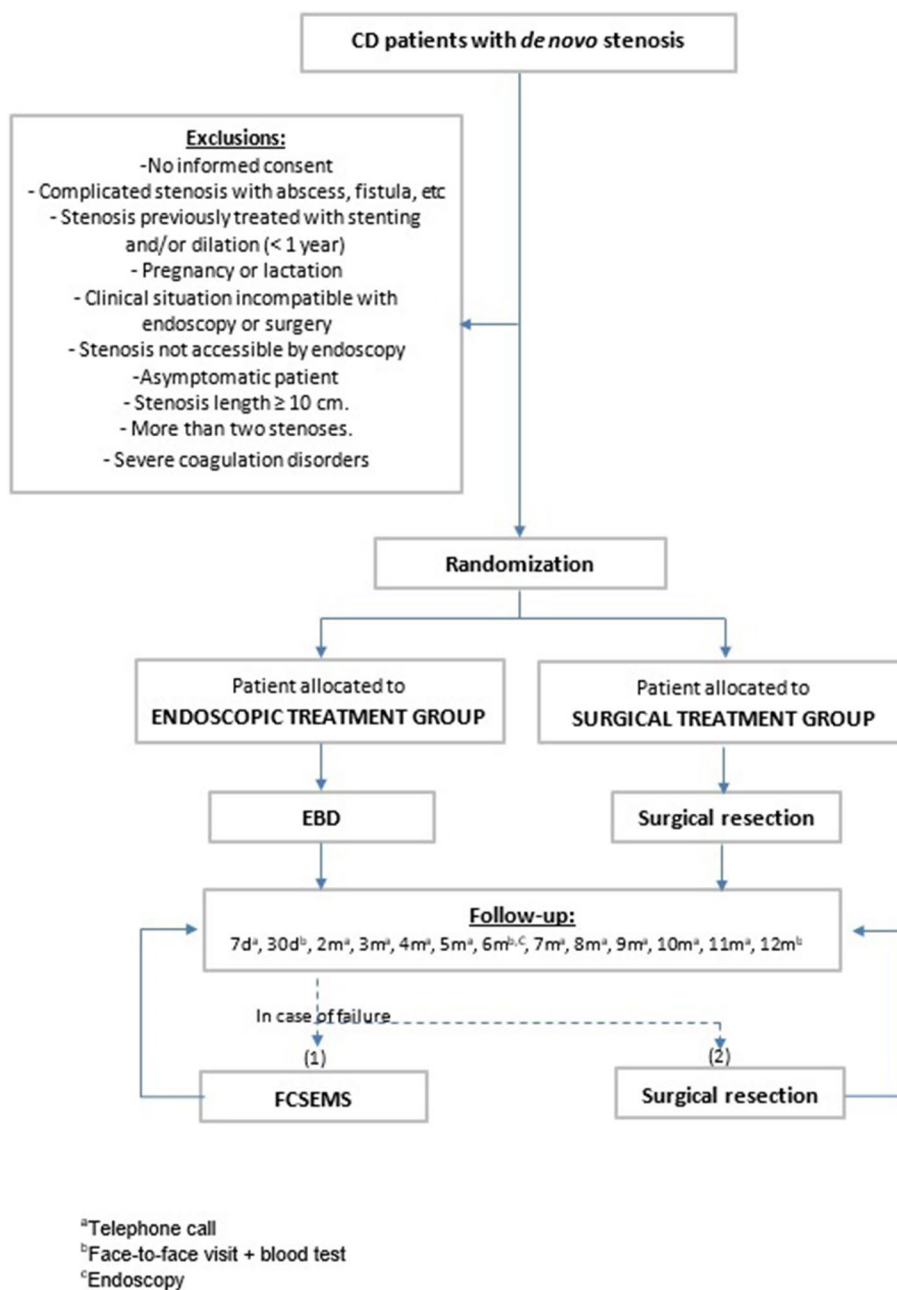 CD patients with de novo stenosis
Exclusions:
-No informed consent
- Complicated stenosis with abscess, fistula, etc
- Stenosis previously treated with stenting
and/or dilation (< 1 year)
- Pregnancy or lactation
- Clinical situation incompatible with
endoscopy or surgery
- Stenosis not accessible by endoscopy
-Asymptomatic patient
- Stenosis length ≥ 10 cm.
- More than two stenoses.
- Severe coagulation disorders
Randomization
Patient allocated to
ENDOSCOPIC TREATMENT GROUP
Patient allocated to
SURGICAL TREATMENT GROUP
EBD
Surgical resection
Follow-up:
7dᵃ, 30dᵇ, 2mᵃ, 3mᵃ, 4mᵃ, 5mᵃ, 6mᵇ,ᶜ, 7mᵃ, 8mᵃ, 9mᵃ, 10mᵃ, 11mᵃ, 12mᵇ
In case of failure
(1)
(2)
FCSEMS
Surgical resection
ᵃTelephone call
ᵇFace-to-face visit + blood test
ᶜEndoscopy